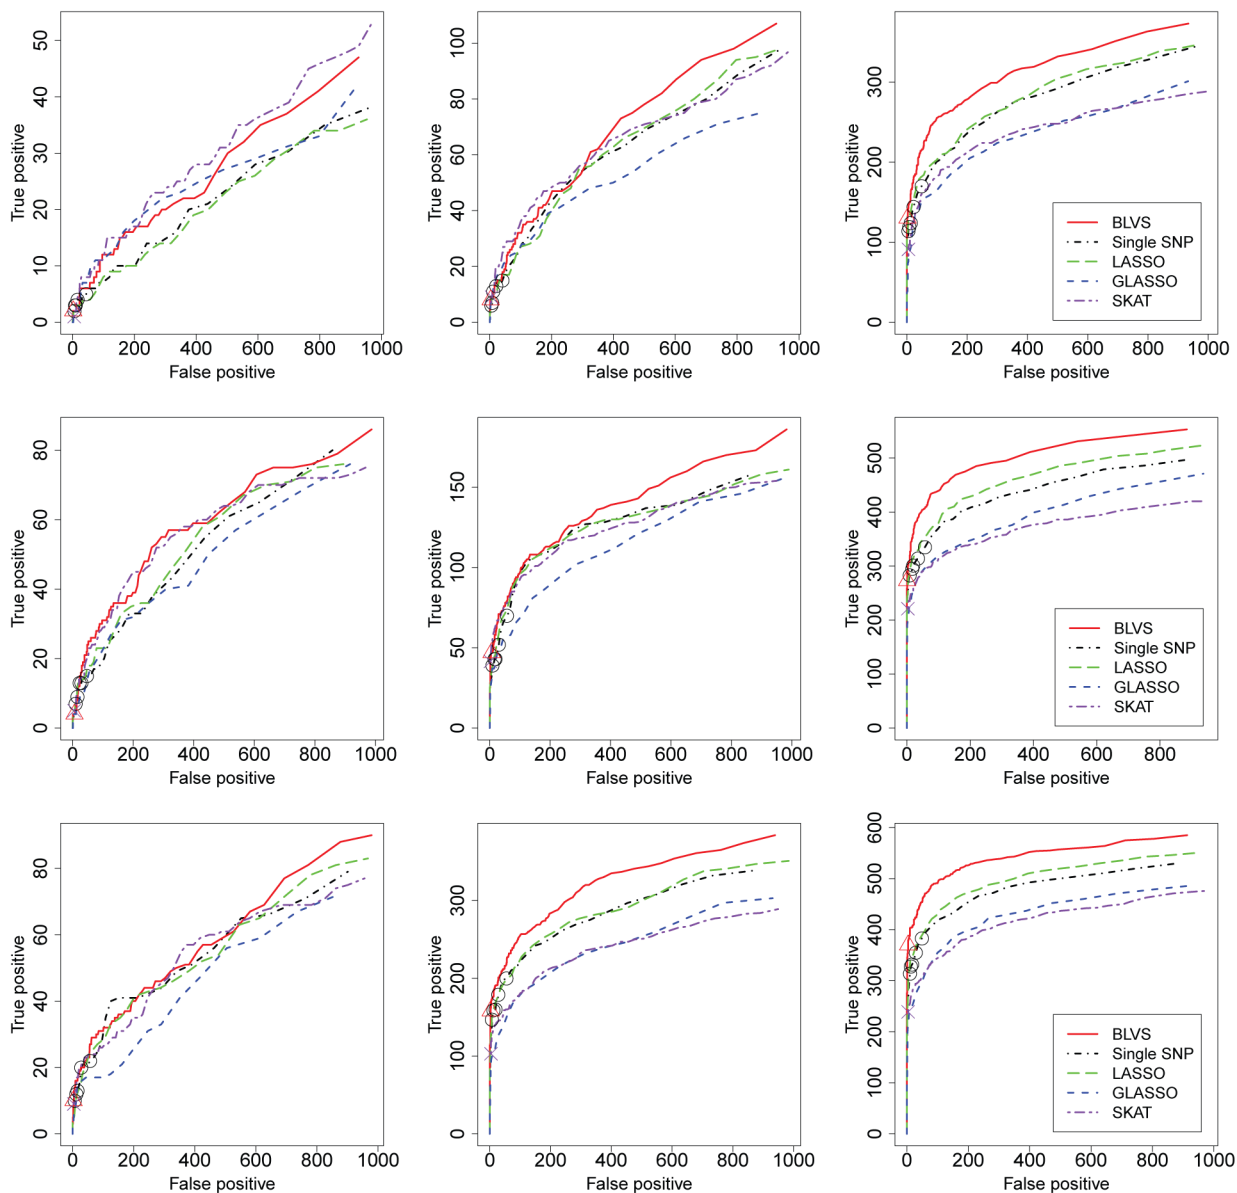 True positive
0 10 20 30 40 50
0 200 400 600 800 1000
False positive
True positive
0 20 40 60 80 100
0 200 400 600 800 1000
False positive
True positive
0 100 200 300
0 200 400 600 800 1000
False positive
BLVS
Single SNP
LASSO
GLASSO
SKAT
True positive
0 20 40 60 80
0 200 400 600 800 1000
False positive
True positive
0 50 100 150
0 200 400 600 800 1000
False positive
True positive
0 100 200 300 400 500
0 200 400 600 800
False positive
BLVS
Single SNP
LASSO
GLASSO
SKAT
True positive
0 20 40 60 80
0 200 400 600 800 1000
False positive
True positive
0 100 200 300
0 200 400 600 800 1000
False positive
True positive
0 100 200 300 400 500 600
0 200 400 600 800 1000
False positive
BLVS
Single SNP
LASSO
GLASSO
SKAT